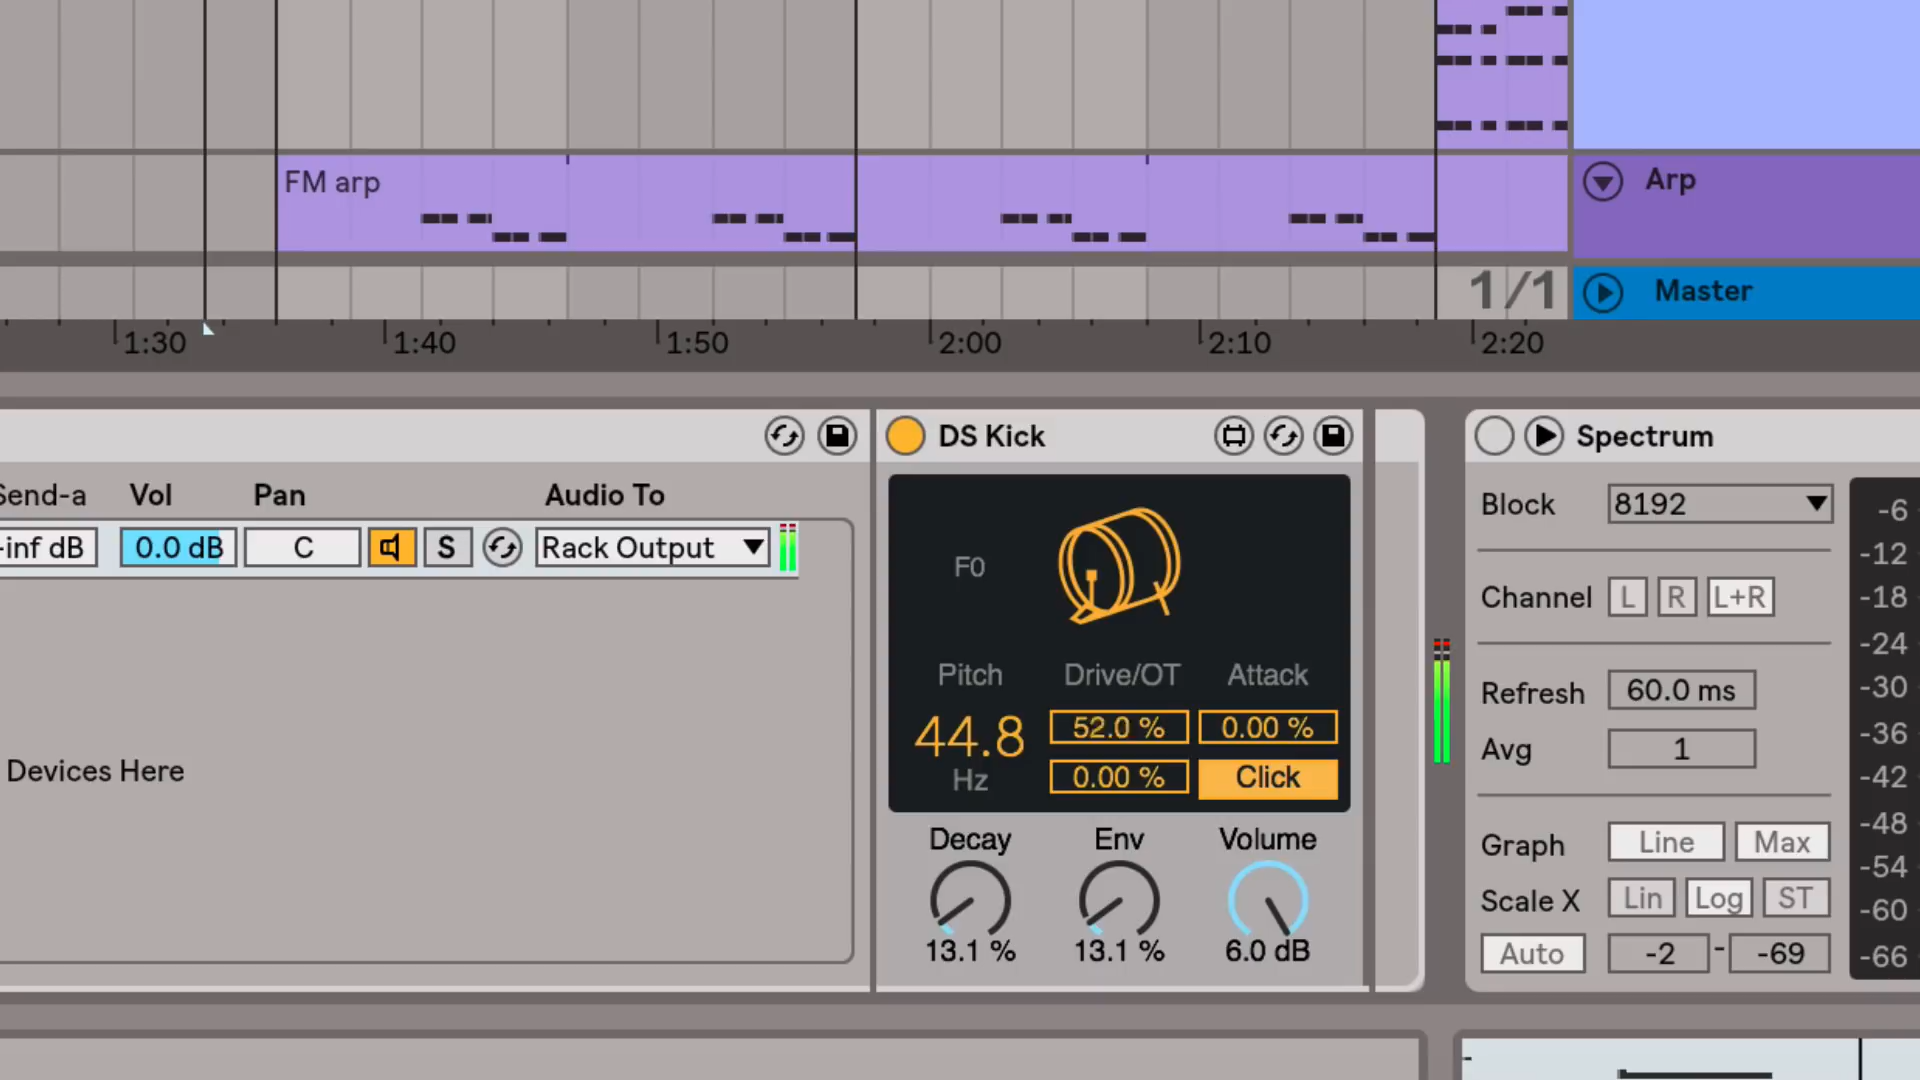 FM arp
Arp
1/1
Master
1:30
1:40
1:50
2:00
2:10
2:20
DS Kick
Spectrum
Send-a
Vol
Pan
Audio To
-inf dB
0.0 dB
C
S
Rack Output
Devices Here
F0
Pitch
Drive/OT
Attack
44.8
Hz
52.0 %
0.00 %
0.00 %
Click
Decay
Env
Volume
13.1 %
13.1 %
6.0 dB
Block
8192
Channel
L
R
L+R
Refresh
60.0 ms
Avg
1
Graph
Line
Max
Scale X
Lin
Log
ST
Auto
-2
-
-69
-6
-12
-18
-24
-30
-36
-42
-48
-54
-60
-66